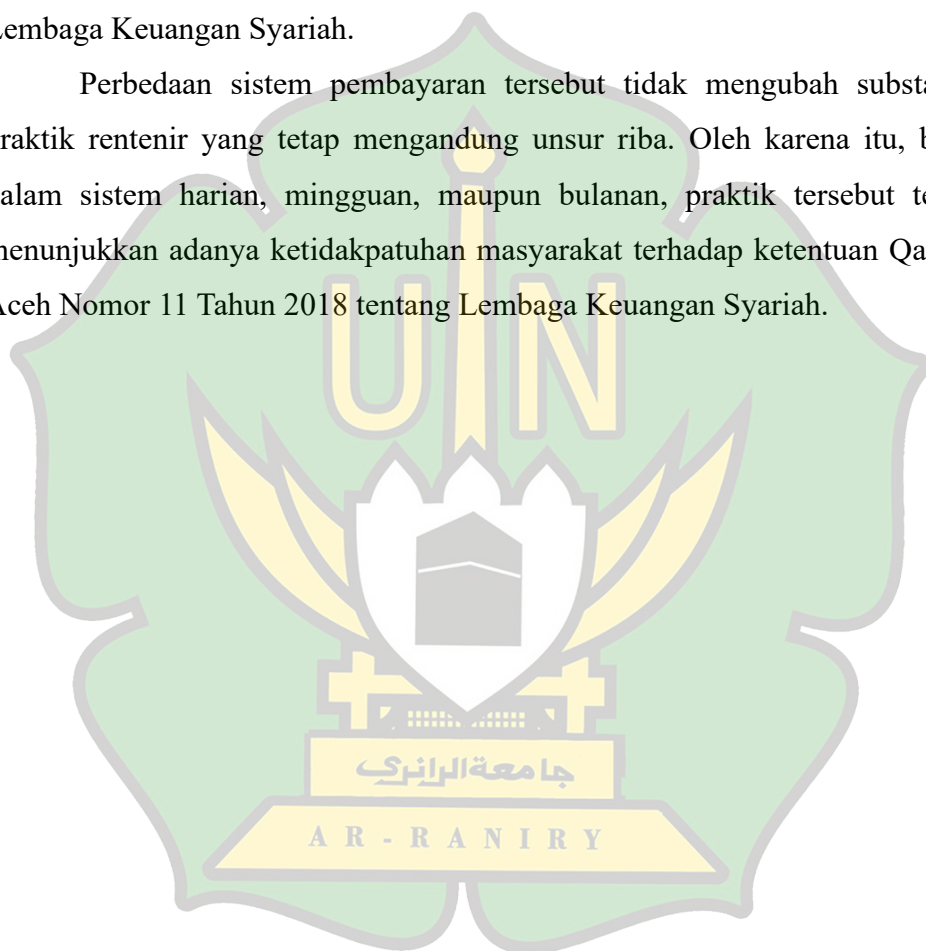 Lembaga Keuangan Syariah.
Perbedaan sistem pembayaran tersebut tidak mengubah substa
raktik rentenir yang tetap mengandung unsur riba. Oleh karena itu, b
alam sistem harian, mingguan, maupun bulanan, praktik tersebut te
nenunjukkan adanya ketidakpatuhan masyarakat terhadap ketentuan Qa
Aceh Nomor 11 Tahun 2018 tentang Lembaga Keuangan Syariah.
UIN
جامعة الرانري
AR-RANIRY